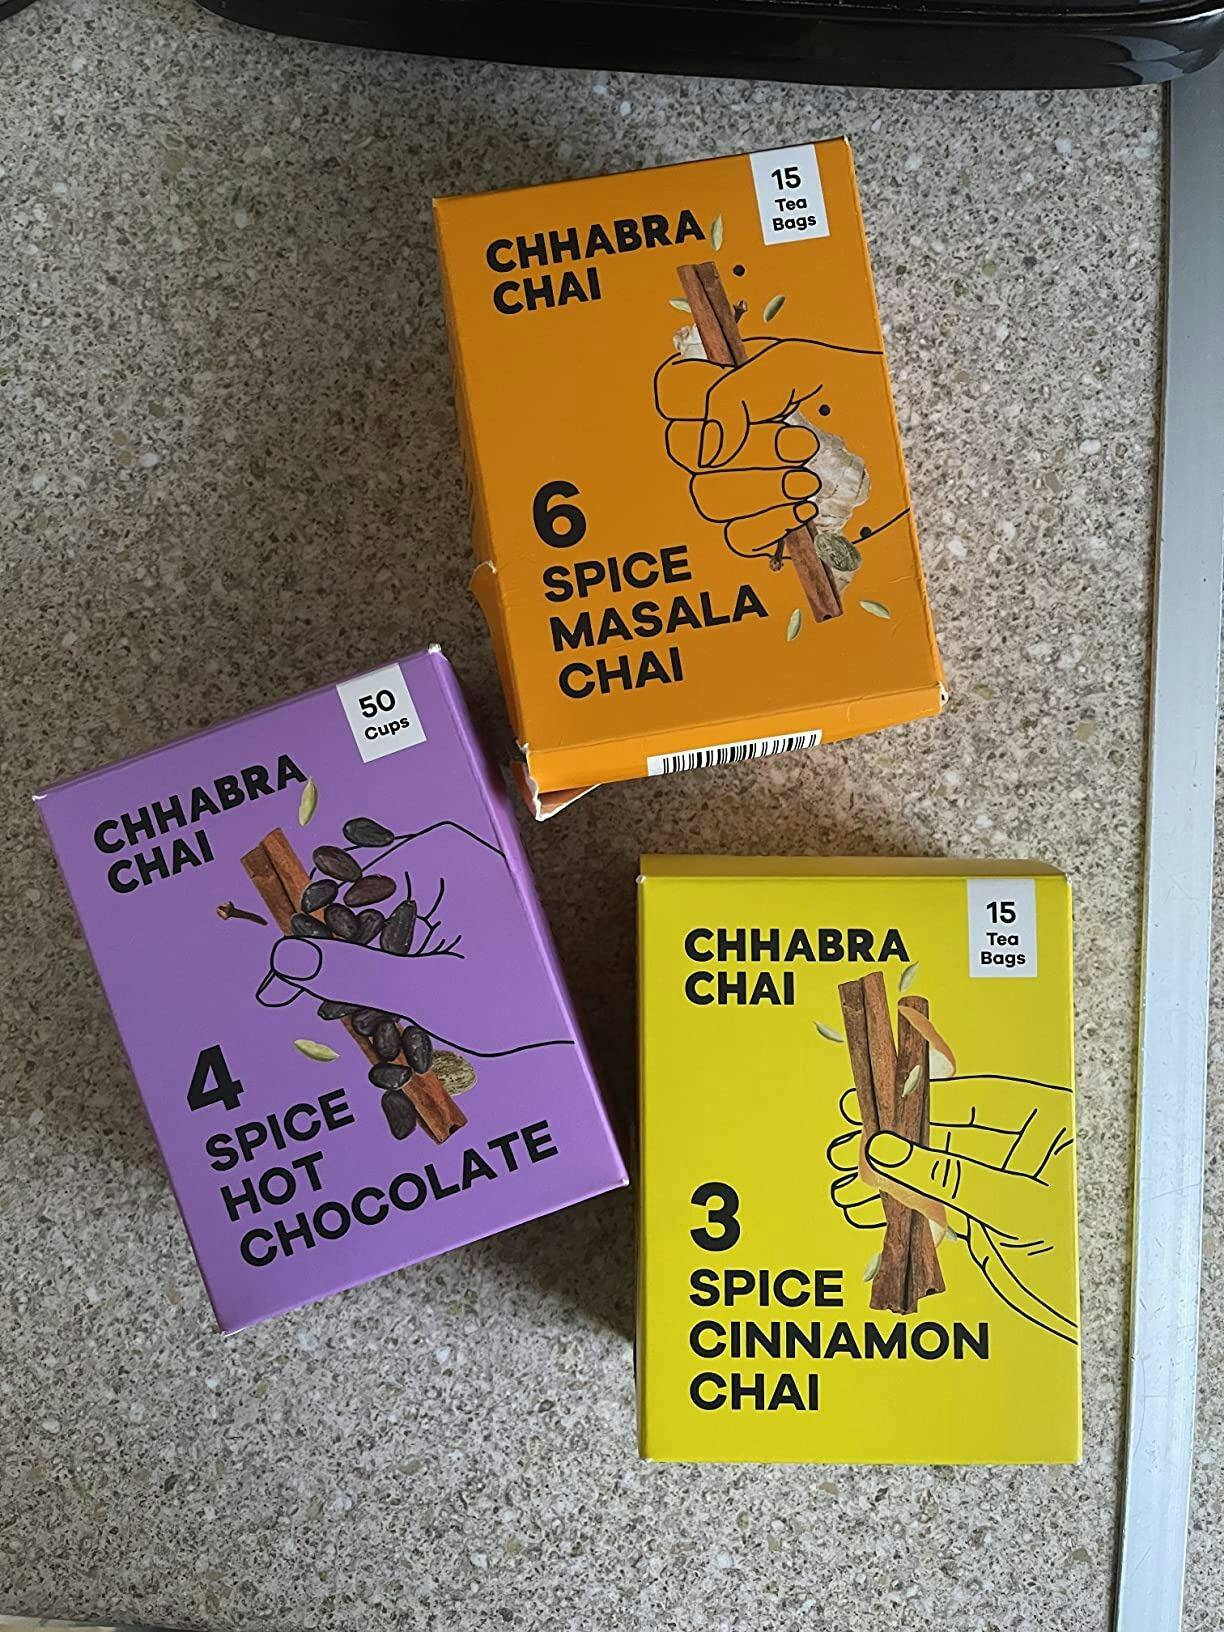 15
Tea
Bags
CHHABRA
CHAI
6
SPICE
MASALA
CHAI
50
Cups
CHHABRA
CHAI
4
SPICE
HOT
CHOCOLATE
15
Tea
Bags
CHHABRA
CHAI
3
SPICE
CINNAMON
CHAI